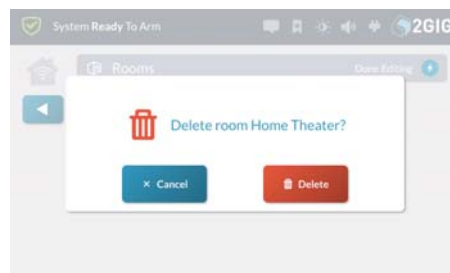 System Ready To Arm
2GIG
Rooms
Done Editing
Delete room Home Theater?
× Cancel
Delete